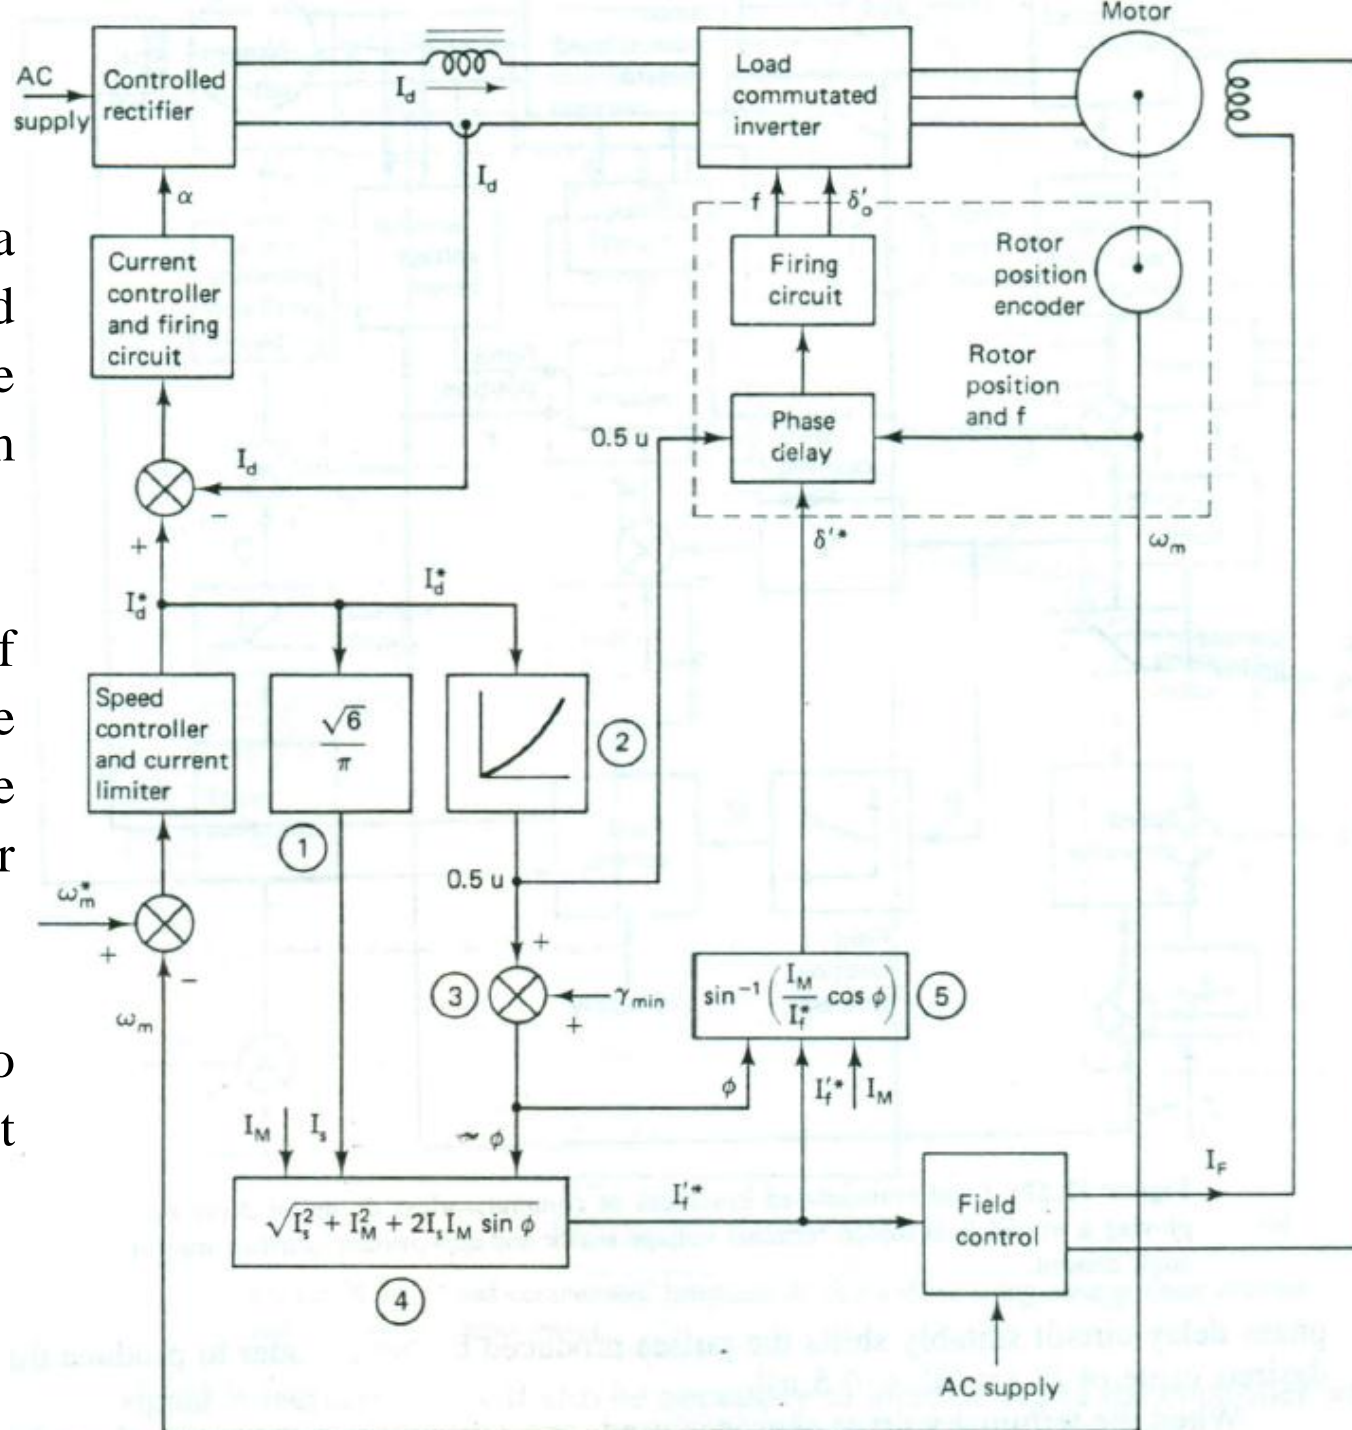 Motor
AC
supply
Controlled
rectifier
I_d
Load
commutated
inverter
α
I_d
f
δ'_o
a
d
e
n
Current
controller
and firing
circuit
Firing
circuit
Rotor
position
encoder
Rotor
position
and f
0.5 u
Phase
delay
I_d
−
+
δ'*
ω_m
I_d*
I_d*
f
e
e
r
Speed
controller
and current
limiter
√6
π
2
1
ω_m*
+
−
0.5 u
+
3
γ_min
+
sin⁻¹ ( I_M / I_f* cos ϕ )
5
ω_m
o
t
ϕ
I_f'*
I_M
I_M
I_s
~ ϕ
√I_s² + I_M² + 2I_s I_M sin ϕ
I_f'*
Field
control
I_F
4
AC supply